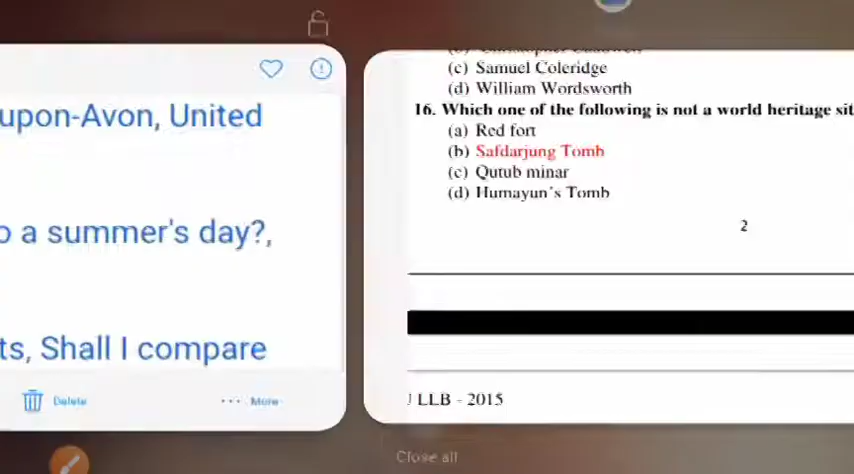 upon-Avon, United
o a summer's day?,
ts, Shall I compare
Delete
More
(c) Samuel Coleridge
(d) William Wordsworth
16. Which one of the following is not a world heritage sit
(a) Red fort
(b) Safdarjung Tomb
(c) Qutub minar
(d) Humayun's Tomb
2
LLB - 2015
Close all